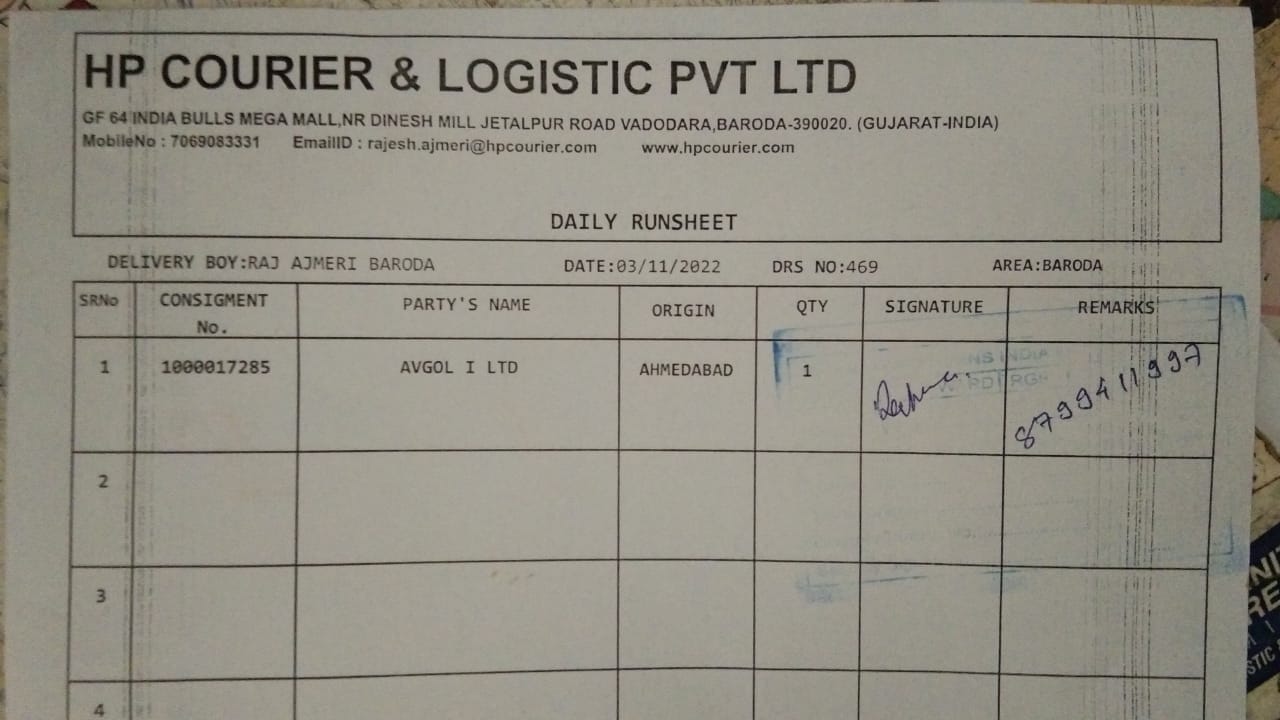 HP COURIER & LOGISTIC PVT LTD
GF 64 INDIA BULLS MEGA MALL,NR DINESH MILL JETALPUR ROAD VADODARA,BARODA-390020. (GUJARAT-INDIA)
MobileNo : 7069083331 EmailID : rajesh.ajmeri@hpcourier.com www.hpcourier.com
DAILY RUNSHEET
DELIVERY BOY:RAJ AJMERI BARODA DATE:03/11/2022 DRS NO:469 AREA:BARODA
SRNo CONSIGMENT No. PARTY'S NAME ORIGIN QTY SIGNATURE REMARKS
1 1000017285 AVGOL I LTD AHMEDABAD 1 8799411997
2
3
4